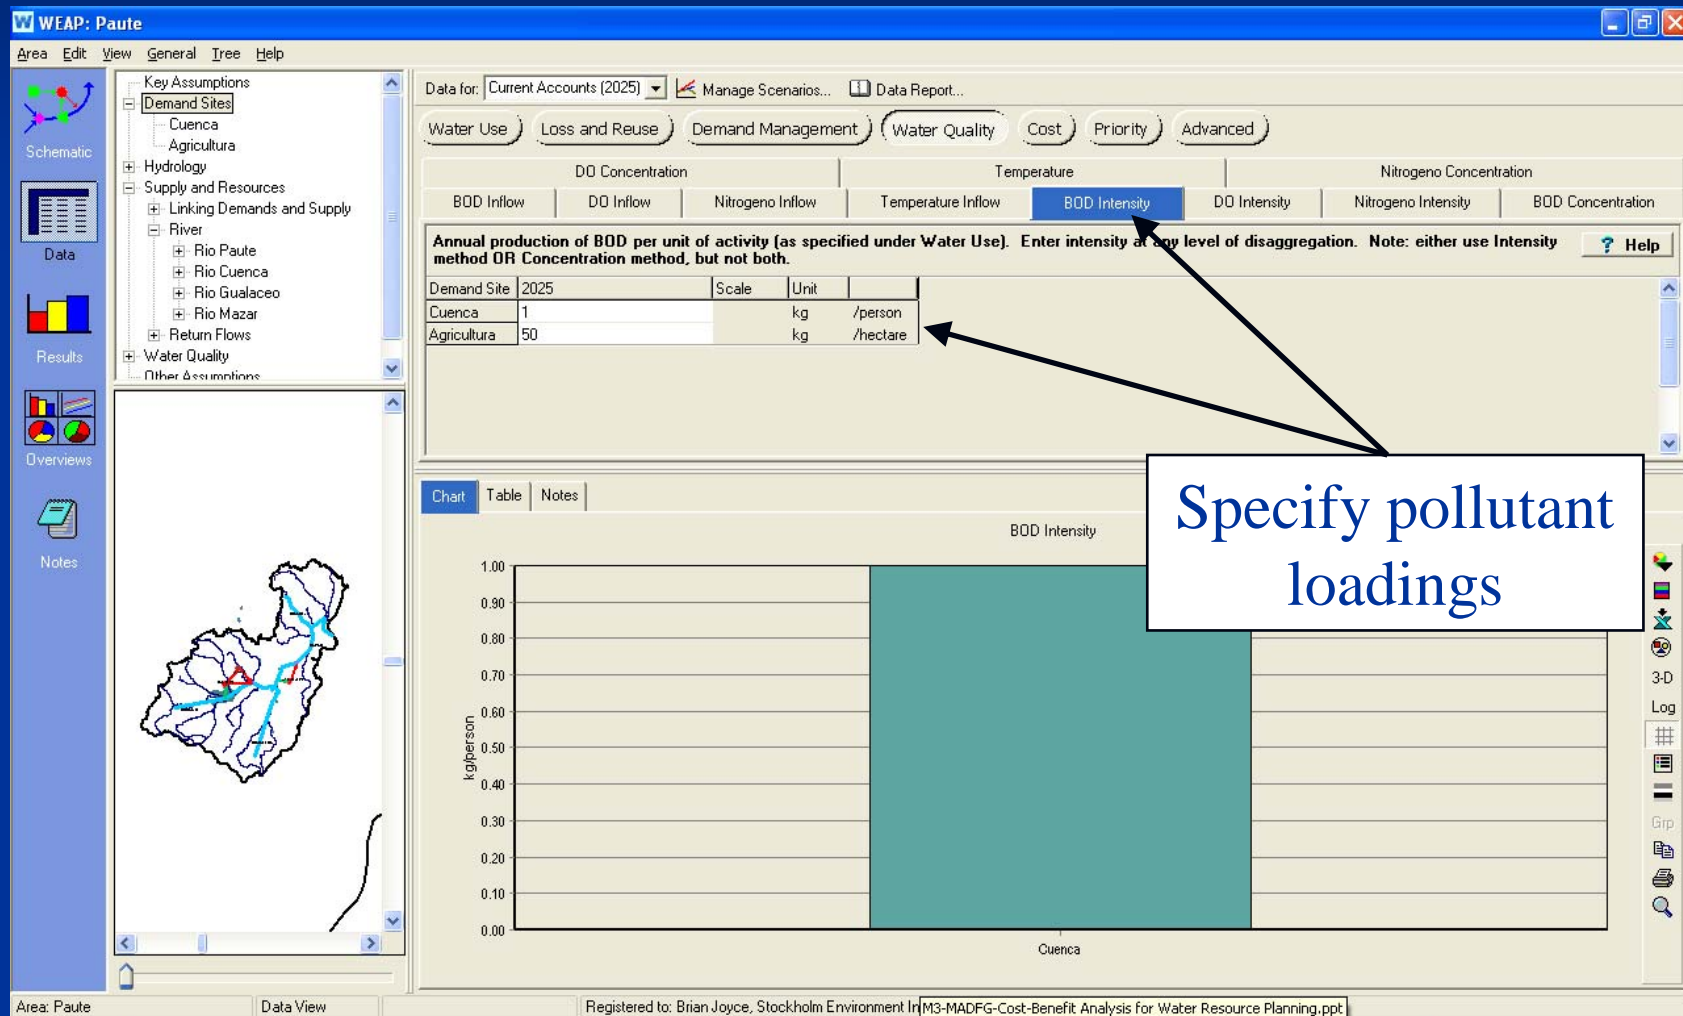 WEAP: Paute
Area Edit View General Tree Help
Schematic
Data
Results
Overviews
Notes
Key Assumptions
Demand Sites
Cuenca
Agricultura
Hydrology
Supply and Resources
Linking Demands and Supply
River
Rio Paute
Rio Cuenca
Rio Gualaceo
Rio Mazar
Return Flows
Water Quality
Other Assumptions
Data for: Current Accounts (2025) Manage Scenarios... Data Report...
Water Use Loss and Reuse Demand Management Water Quality Cost Priority Advanced
DO Concentration Temperature Nitrogeno Concentration
BOD Inflow DO Inflow Nitrogeno Inflow Temperature Inflow BOD Intensity DO Intensity Nitrogeno Intensity BOD Concentration
Annual production of BOD per unit of activity (as specified under Water Use). Enter intensity at any level of disaggregation. Note: either use Intensity
method OR Concentration method, but not both.
? Help
Demand Site 2025 Scale Unit
Cuenca 1 kg /person
Agricultura 50 kg /hectare
Specify pollutant
loadings
Chart Table Notes
BOD Intensity
1.00
0.90
0.80
0.70
0.60
0.50
0.40
0.30
0.20
0.10
0.00
kg/person
Cuenca
3-D
Log
Grp
Area: Paute Data View Registered to: Brian Joyce, Stockholm Environment In
M3-MADFG-Cost-Benefit Analysis for Water Resource Planning.ppt